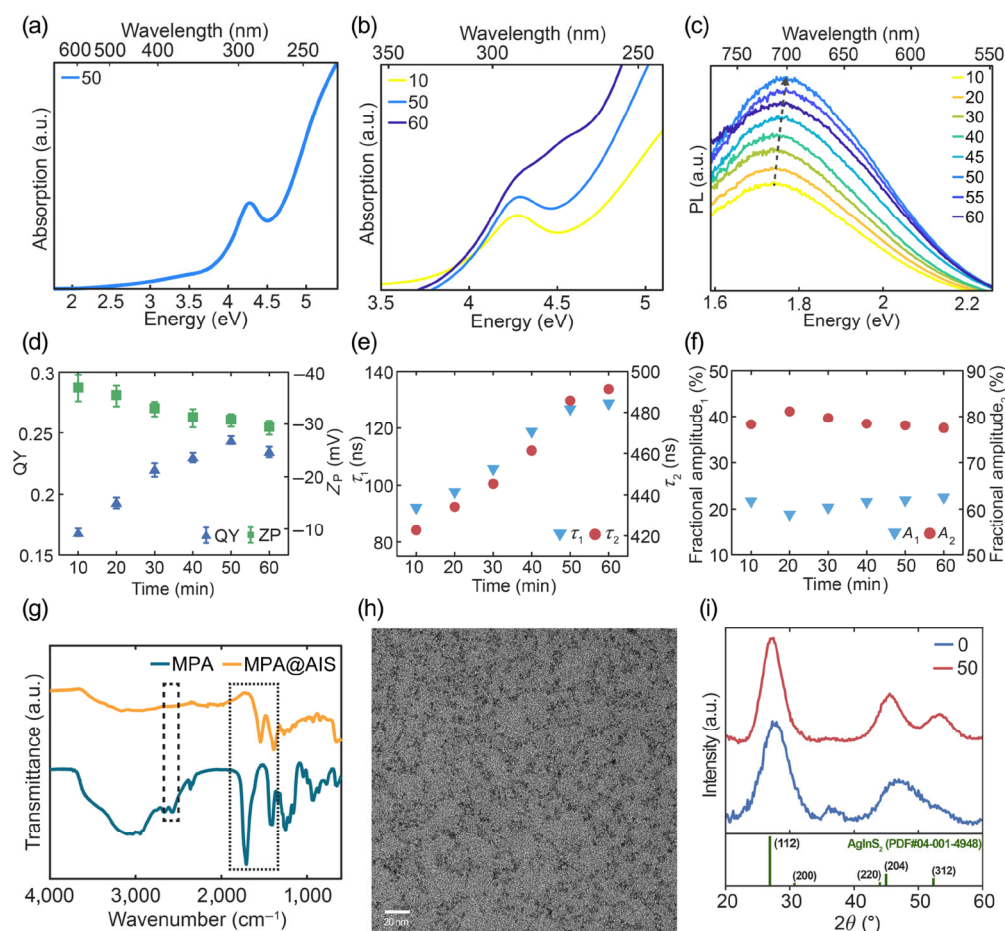 (a)
Wavelength (nm)
600 500 400 300 250
50
Absorption (a.u.)
2 2.5 3 3.5 4 4.5 5
Energy (eV)
(b)
Wavelength (nm)
350 300 250
10
50
60
Absorption (a.u.)
3.5 4 4.5 5
Energy (eV)
(c)
Wavelength (nm)
750 700 650 600 550
10
20
30
40
45
50
55
60
PL (a.u.)
1.6 1.8 2 2.2
Energy (eV)
(d)
0.3
0.25
0.2
0.15
QY
−40
−30
−20
−10
Z_P (mV)
QY ZP
10 20 30 40 50 60
Time (min)
(e)
140
120
100
80
τ₁ (ns)
500
480
460
440
420
τ₂ (ns)
τ₁ τ₂
10 20 30 40 50 60
Time (min)
(f)
50
40
30
20
10
Fractional amplitude₁ (%)
90
80
70
60
50
Fractional amplitude₂ (%)
A₁ A₂
10 20 30 40 50 60
Time (min)
(g)
MPA MPA@AIS
Transmittance (a.u.)
4,000 3,000 2,000 1,000
Wavenumber (cm⁻¹)
(h)
20 nm
(i)
0
50
Intensity (a.u.)
AgInS₂ (PDF#04-001-4948)
(112)
(200)
(220)
(204)
(312)
20 30 40 50 60
2θ (°)